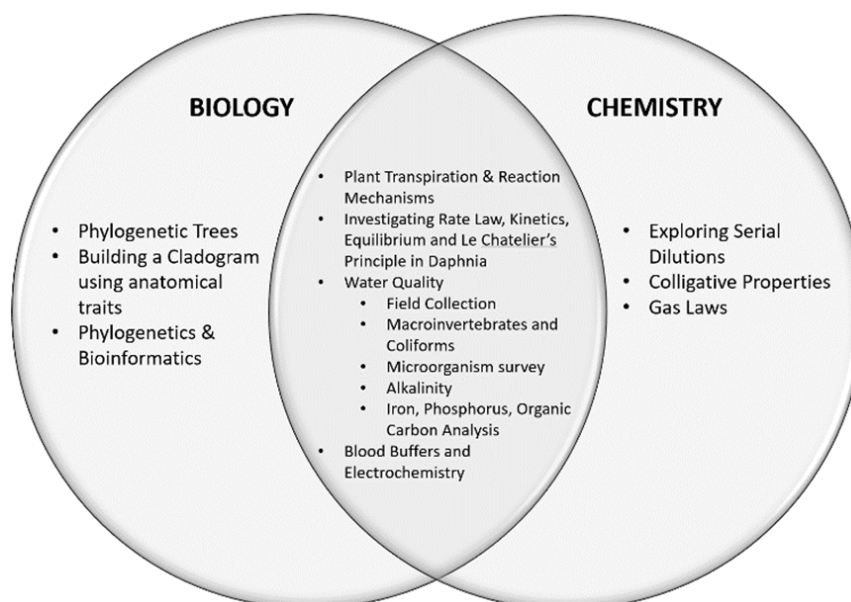 BIOLOGY
• Phylogenetic Trees
• Building a Cladogram
using anatomical
traits
• Phylogenetics &
Bioinformatics
• Plant Transpiration & Reaction
Mechanisms
• Investigating Rate Law, Kinetics,
Equilibrium and Le Chatelier’s
Principle in Daphnia
• Water Quality
• Field Collection
• Macroinvertebrates and
Coliforms
• Microorganism survey
• Alkalinity
• Iron, Phosphorus, Organic
Carbon Analysis
• Blood Buffers and
Electrochemistry
CHEMISTRY
• Exploring Serial
Dilutions
• Colligative Properties
• Gas Laws